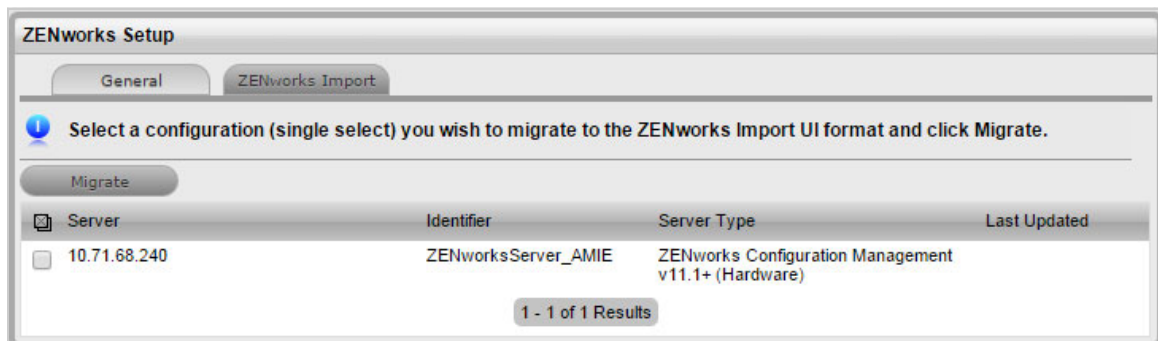 ZENworks Setup
General ZENworks Import
Select a configuration (single select) you wish to migrate to the ZENworks Import UI format and click Migrate.
Migrate
Server Identifier Server Type Last Updated
10.71.68.240 ZENworksServer_AMIE ZENworks Configuration Management
v11.1+ (Hardware)
1 - 1 of 1 Results